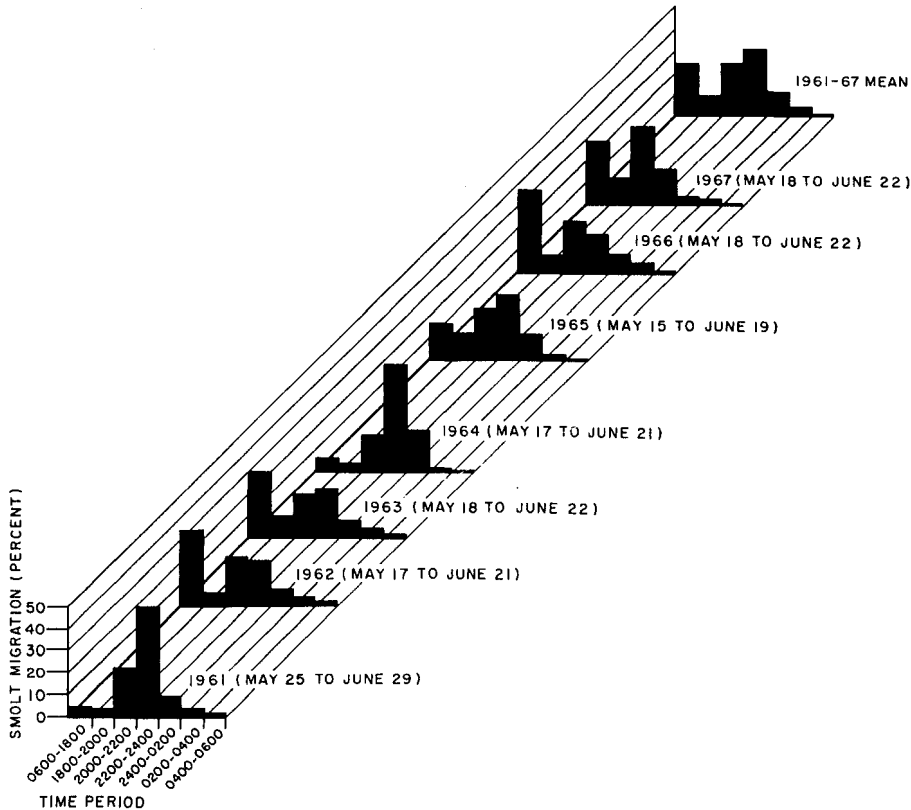 1961-67 MEAN
1967 (MAY 18 TO JUNE 22)
1966 (MAY 18 TO JUNE 22)
1965 (MAY 15 TO JUNE 19)
1964 (MAY 17 TO JUNE 21)
1963 (MAY 18 TO JUNE 22)
1962 (MAY 17 TO JUNE 21)
1961 (MAY 25 TO JUNE 29)
SMOLT MIGRATION (PERCENT)
50
40
30
20
10
0
0600-1800
1800-2000
2000-2200
2200-2400
2400-0200
0200-0400
0400-0600
TIME PERIOD